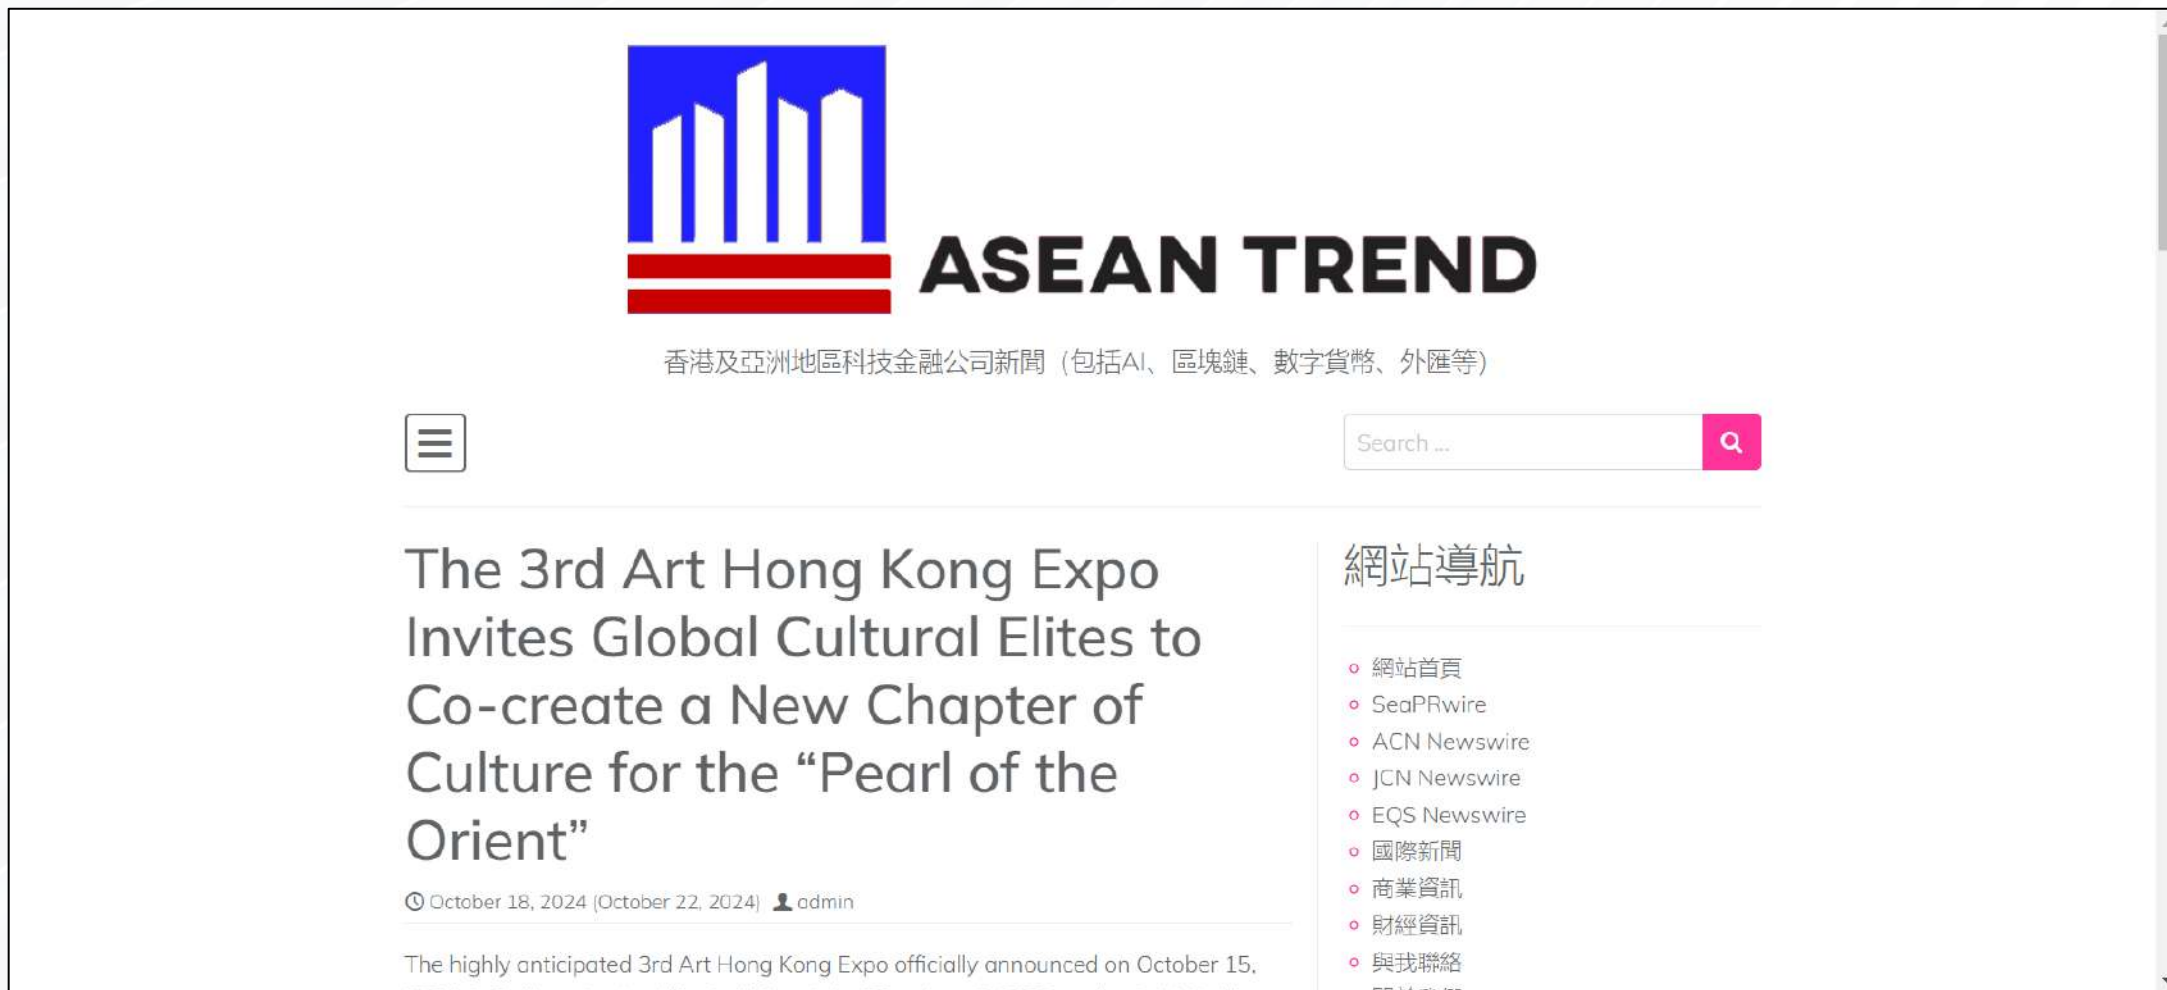 ASEAN TREND
香港及亞洲地區科技金融公司新聞（包括AI、區塊鏈、數字貨幣、外匯等）
Search ...
The 3rd Art Hong Kong Expo
Invites Global Cultural Elites to
Co-create a New Chapter of
Culture for the “Pearl of the
Orient”
October 18, 2024 (October 22, 2024) admin
The highly anticipated 3rd Art Hong Kong Expo officially announced on October 15,
網站導航
網站首頁
SeaPRwire
ACN Newswire
JCN Newswire
EQS Newswire
國際新聞
商業資訊
財經資訊
與我聯絡